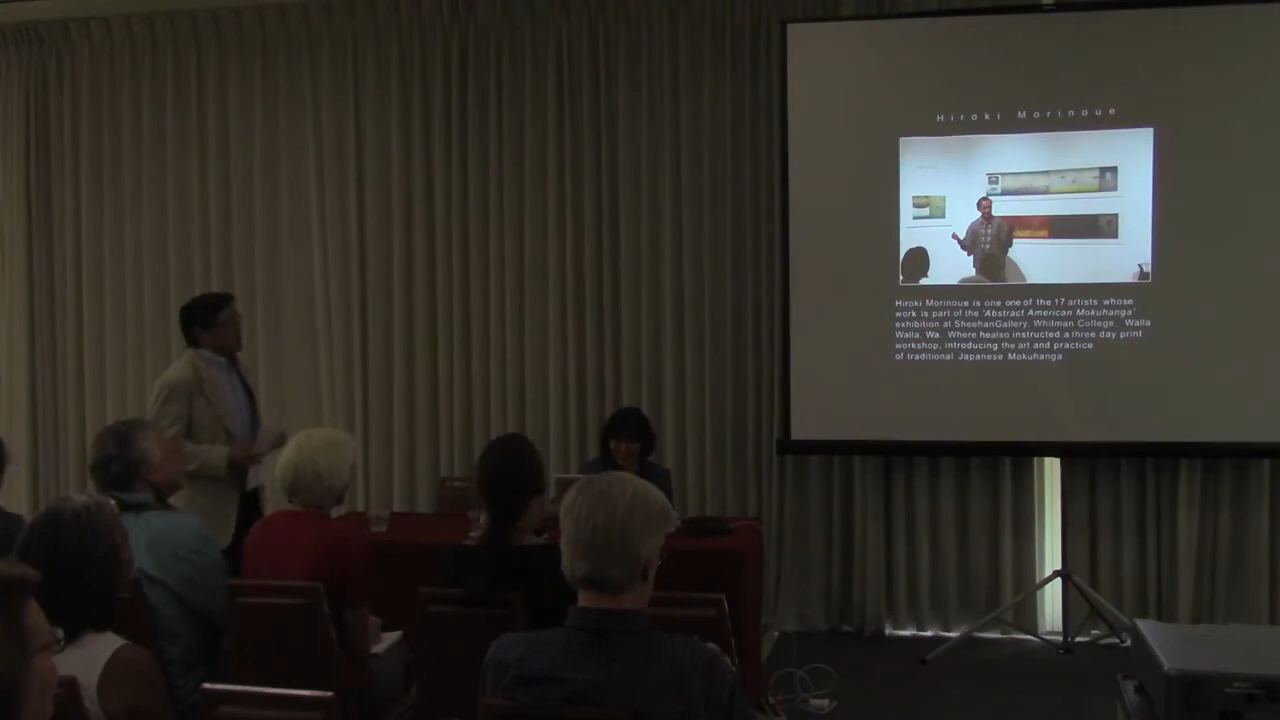 Hiroki Morinoue
Hiroki Morinoue is one one of the 17 artists whose
work is part of the 'Abstract American Mokuhanga'
exhibition at SheehanGallery, Whitman College, Walla
Walla, Wa. Where healso instructed a three day print
workshop, introducing the art and practice
of traditional Japanese Mokuhanga.